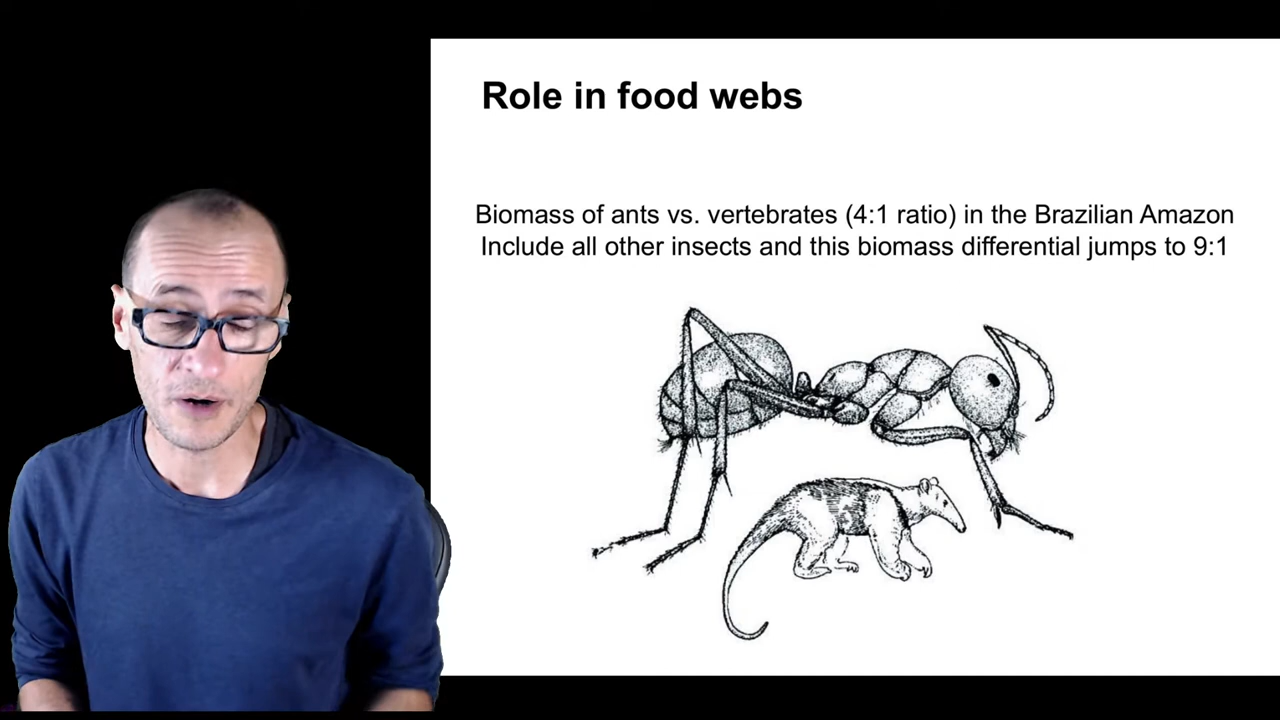 Role in food webs
Biomass of ants vs. vertebrates (4:1 ratio) in the Brazilian Amazon
Include all other insects and this biomass differential jumps to 9:1